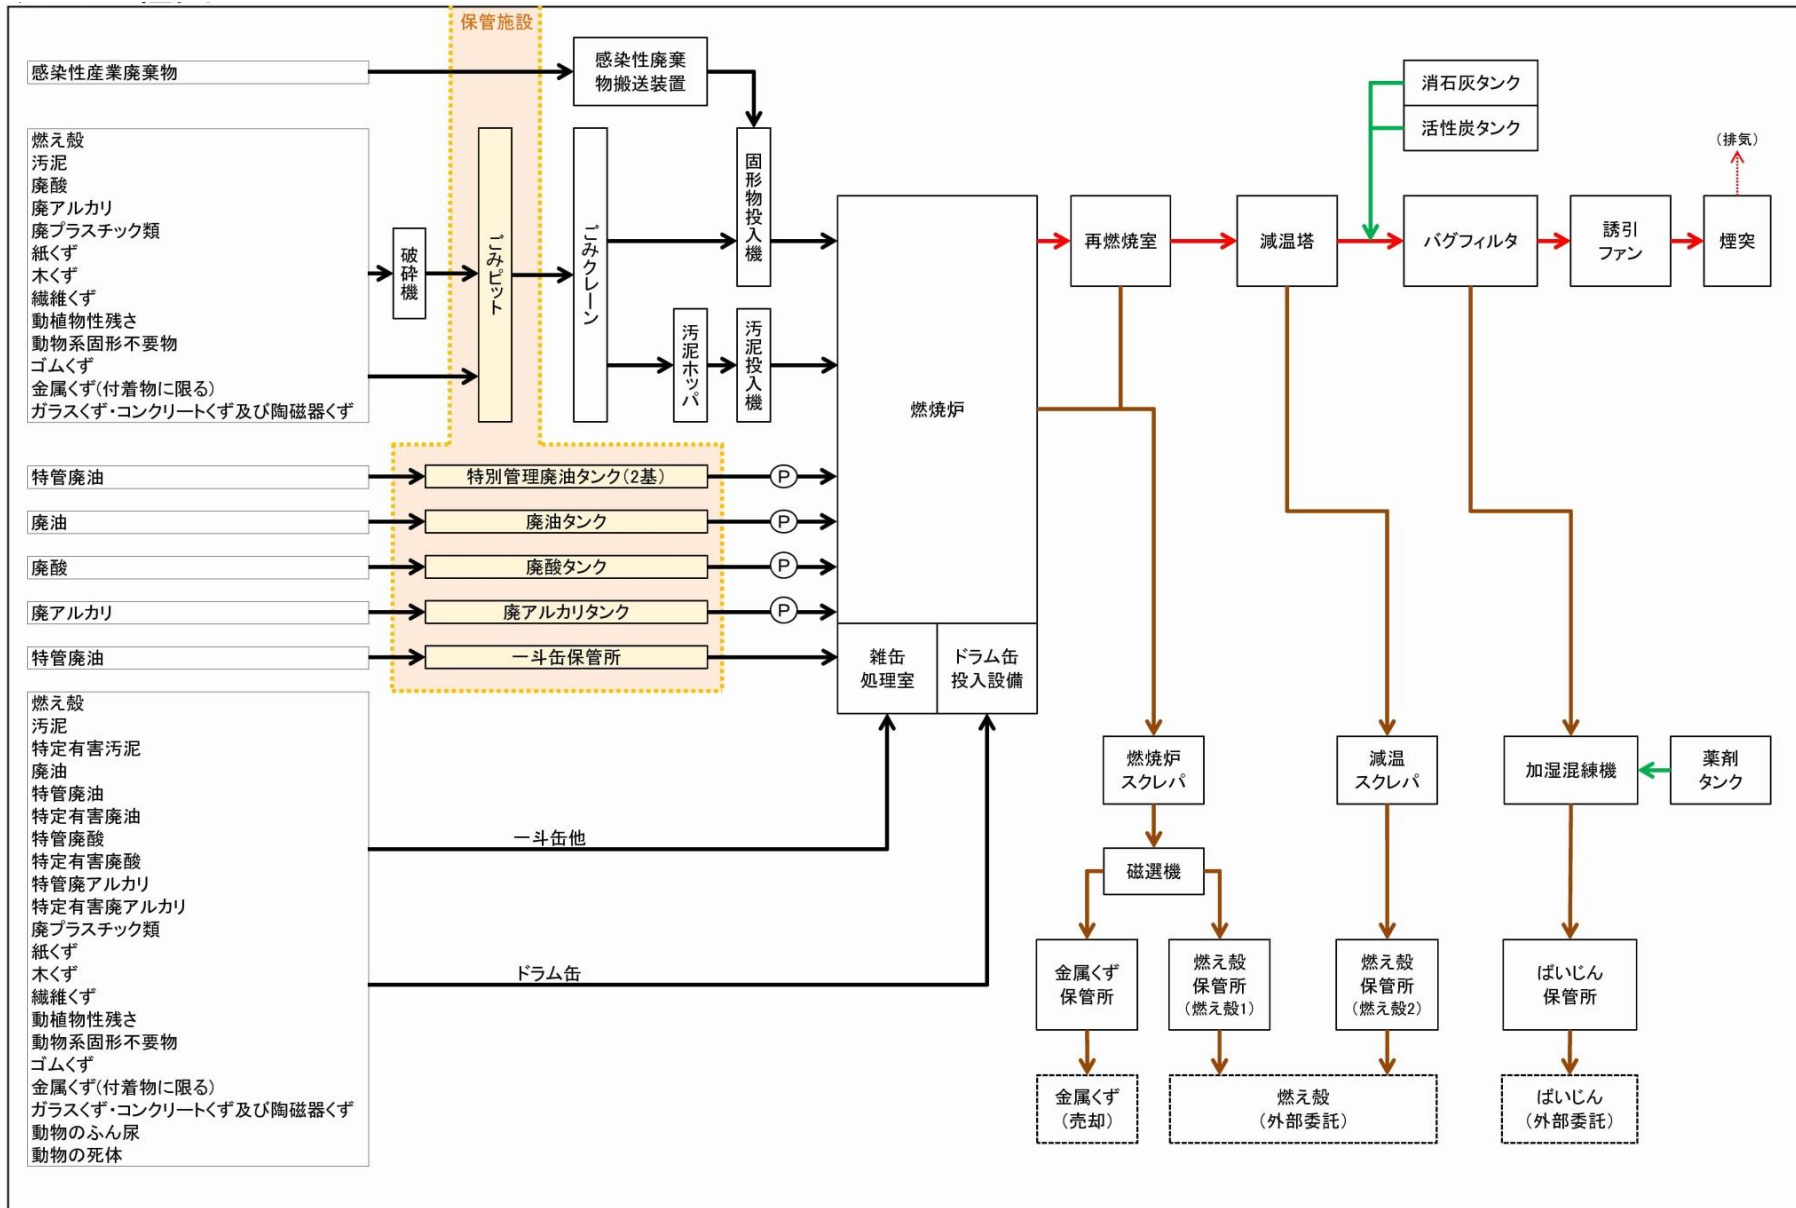 保管施設
感染性産業廃棄物
感染性廃棄
物搬送装置
燃え殻
汚泥
廃酸
廃アルカリ
廃プラスチック類
紙くず
木くず
繊維くず
動植物性残さ
動物系固形不要物
ゴムくず
金属くず(付着物に限る)
ガラスくず・コンクリートくず及び陶磁器くず
破砕機
ごみピット
ごみクレーン
固形物投入機
汚泥ホッパ
汚泥投入機
特管廃油
特別管理廃油タンク(2基)
P
廃油
廃油タンク
P
廃酸
廃酸タンク
P
廃アルカリ
廃アルカリタンク
P
特管廃油
一斗缶保管所
燃焼炉
雑缶
処理室
ドラム缶
投入設備
燃え殻
汚泥
特定有害汚泥
廃油
特管廃油
特定有害廃油
特管廃酸
特定有害廃酸
特管廃アルカリ
特定有害廃アルカリ
廃プラスチック類
紙くず
木くず
繊維くず
動植物性残さ
動物系固形不要物
ゴムくず
金属くず(付着物に限る)
ガラスくず・コンクリートくず及び陶磁器くず
動物のふん尿
動物の死体
一斗缶他
ドラム缶
再燃焼室
減温塔
消石灰タンク
活性炭タンク
バグフィルタ
誘引
ファン
煙突
(排気)
燃焼炉
スクレパ
減温
スクレパ
加湿混練機
薬剤
タンク
磁選機
金属くず
保管所
燃え殻
保管所
(燃え殻1)
燃え殻
保管所
(燃え殻2)
ばいじん
保管所
金属くず
(売却)
燃え殻
(外部委託)
ばいじん
(外部委託)